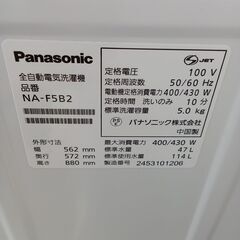 Panasonic
全自動電気洗濯機
品番
NA-F5B2
外形寸法
幅 562 mm
奥行 572 mm
高さ 880 mm
JET
定格電圧 100 V
定格周波数 50/60 Hz
電動機定格消費電力 400/430 W
定格時間 洗い 10 分
標準洗濯容量 5.0 kg
パナソニック株式会社
中国製
最大消費電力 400/430 W
標準水量 47 L
標準使用水量 114 L
製造番号 2453101206